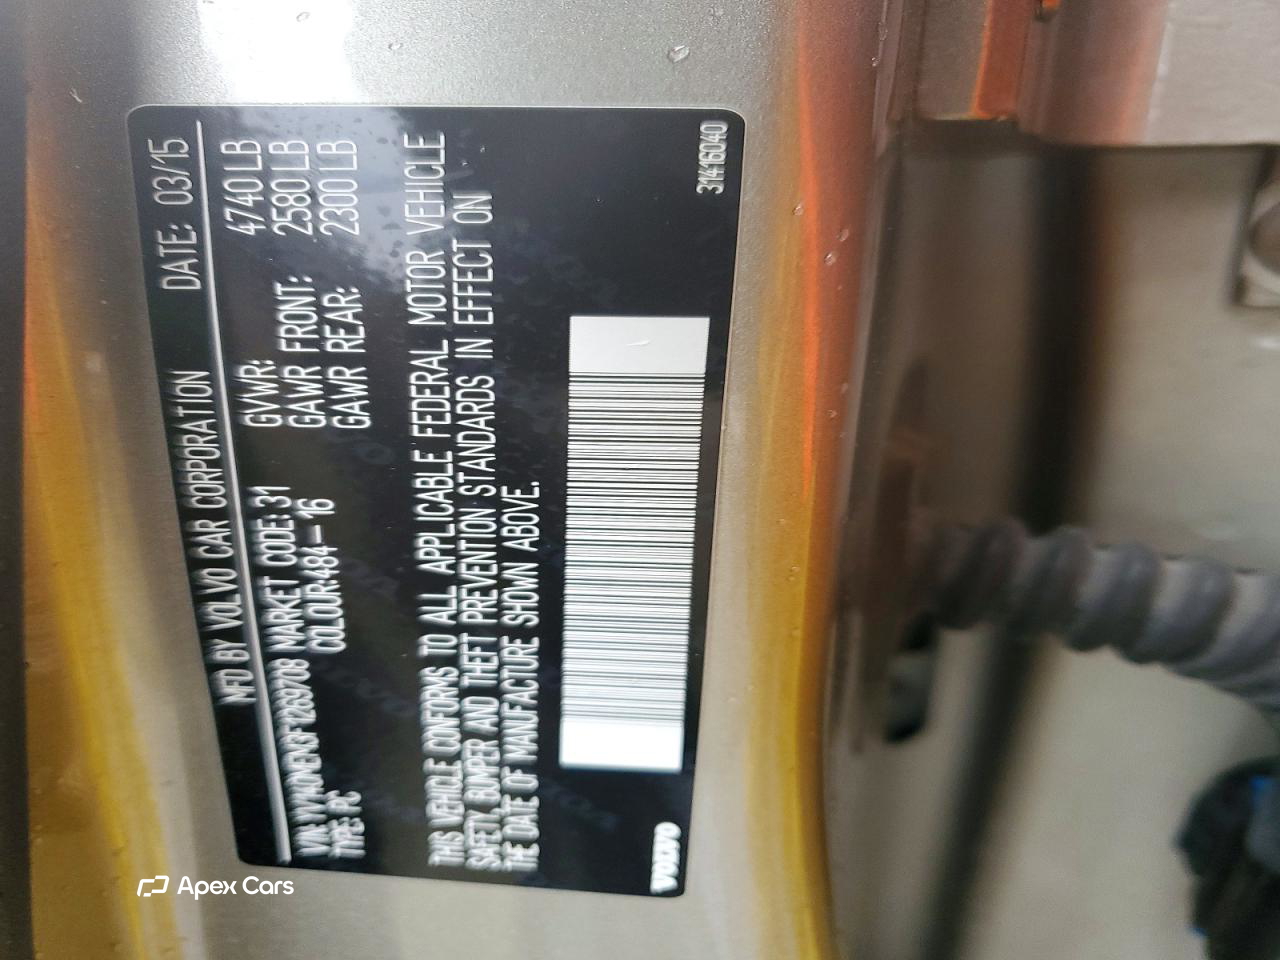 MFD BY VOLVO CAR CORPORATION DATE: 03/15
VIN: YV140MEK3F1269708 MARKET CODE: 31 GVWR: 4740 LB
TYPE: PC COLOUR: 484-16 GAWR FRONT: 2580 LB
GAWR REAR: 2300 LB
THIS VEHICLE CONFORMS TO ALL APPLICABLE FEDERAL MOTOR VEHICLE
SAFETY, BUMPER AND THEFT PREVENTION STANDARDS IN EFFECT ON
THE DATE OF MANUFACTURE SHOWN ABOVE.
VOLVO 31416040
Apex Cars